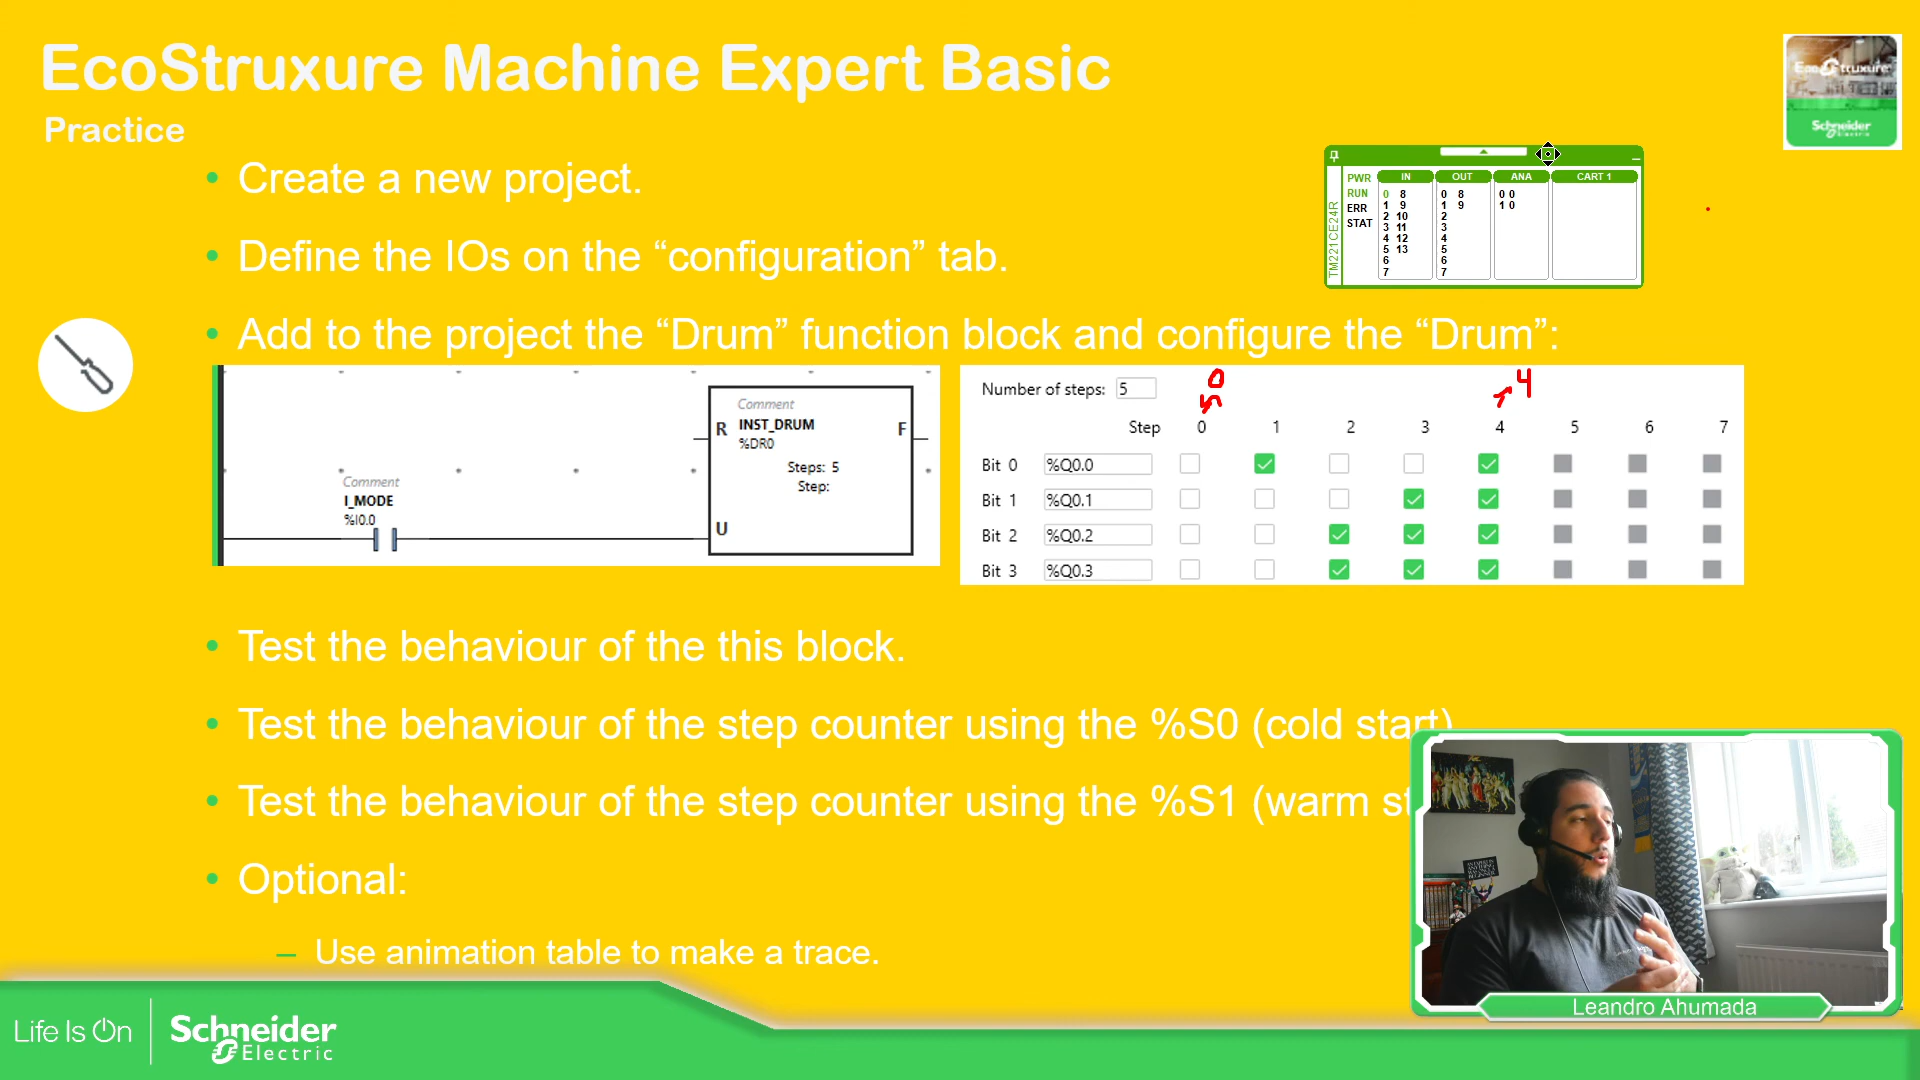 EcoStruxure Machine Expert Basic
Practice
EcoStruxure
Schneider
Electric
• Create a new project.
• Define the IOs on the “configuration” tab.
• Add to the project the “Drum” function block and configure the “Drum”:
TM221CE24R
PWR
RUN
ERR
STAT
IN
0 8
1 9
2 10
3 11
4 12
5 13
6
7
OUT
0 8
1 9
2
3
4
5
6
7
ANA
0 0
1 0
CART 1
Comment
R INST_DRUM F
%DR0
Steps: 5
Step:
U
Comment
I_MODE
%I0.0
Number of steps: 5
0
4
Step 0 1 2 3 4 5 6 7
Bit 0 %Q0.0
Bit 1 %Q0.1
Bit 2 %Q0.2
Bit 3 %Q0.3
• Test the behaviour of the this block.
• Test the behaviour of the step counter using the %S0 (cold start)
• Test the behaviour of the step counter using the %S1 (warm st
• Optional:
– Use animation table to make a trace.
Leandro Ahumada
Life Is On
Schneider
Electric